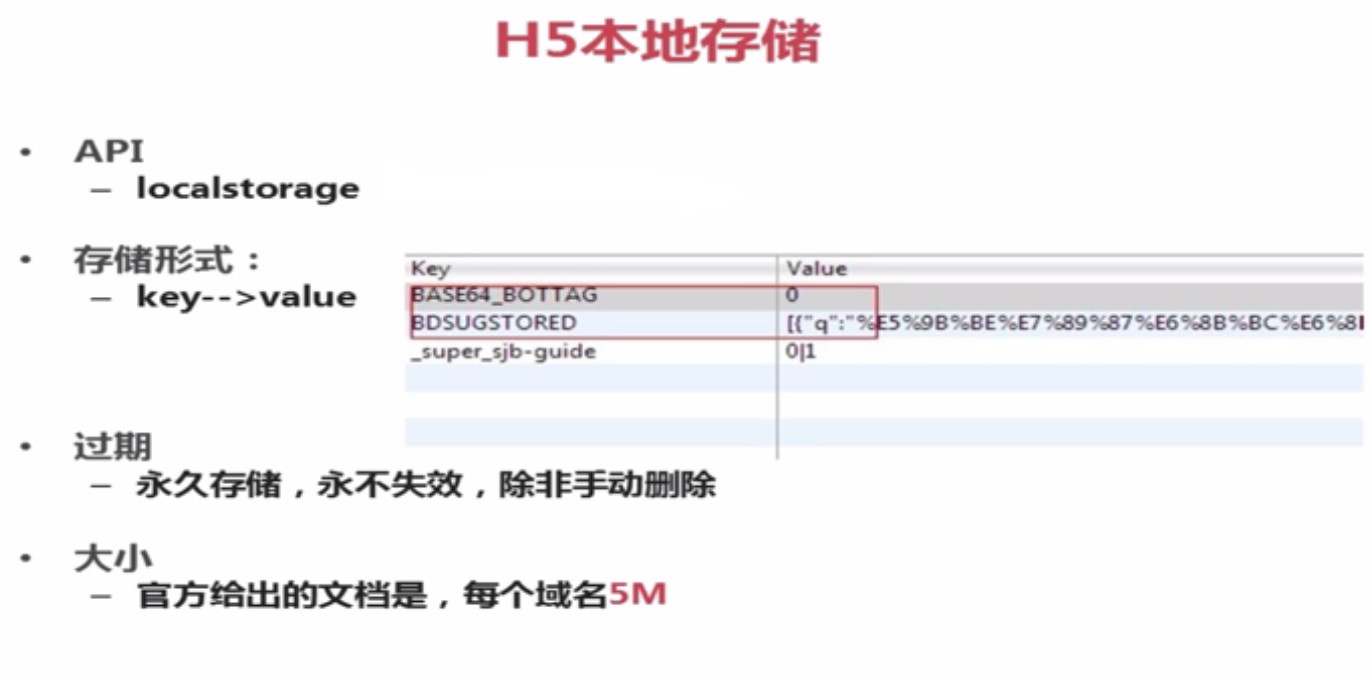 H5本地存储
• API
– localstorage
• 存储形式：
– key-->value
Key Value
BASE64_BOTTAG 0
BDSUGSTORED [{"q":"%E5%9B%BE%E7%89%87%E6%8B%BC%E6%8
_super_sjb-guide 0|1
• 过期
– 永久存储，永不失效，除非手动删除
• 大小
– 官方给出的文档是，每个域名5M